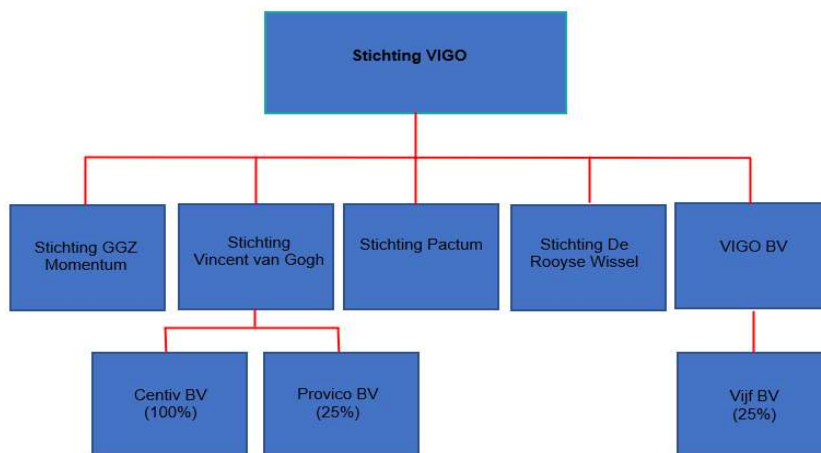 Stichting VIGO
Stichting GGZ
Momentum
Stichting
Vincent van Gogh
Stichting Pactum
Stichting De
Rooyse Wissel
VIGO BV
Centiv BV
(100%)
Provico BV
(25%)
Vijf BV
(25%)